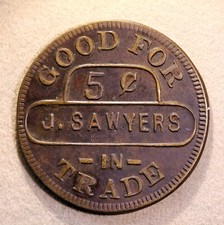 GOOD FOR
5 ¢
J. SAWYERS
-IN-
TRADE